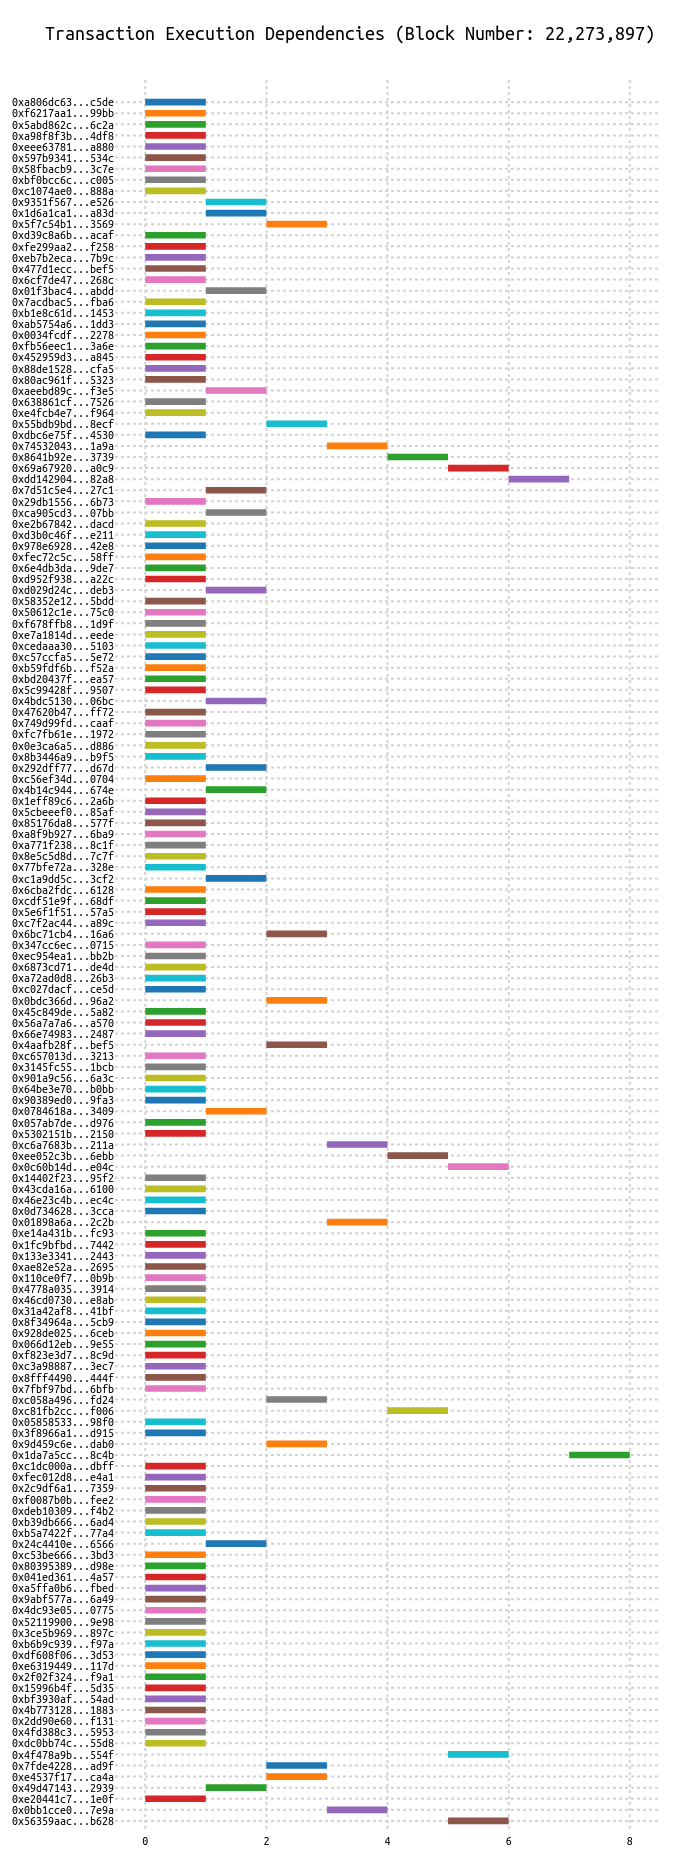 Transaction Execution Dependencies (Block Number: 22,273,897)
0xa806dc63...c5de
0xf6217aa1...99bb
0x5abd862c...6c2a
0xa98f8f3b...4df8
0xeee63781...a880
0x597b9341...534c
0x58fbacb9...3c7e
0xbf0bcc6c...c005
0xc1074ae0...888a
0x9351f567...e526
0x1d6a1ca1...a83d
0x5f7c54b1...3569
0xd39c8a6b...acaf
0xfe299aa2...f258
0xeb7b2eca...7b9c
0x477d1ecc...bef5
0x6cf7de47...268c
0x01f3bac4...abdd
0x7acdbac5...fba6
0xb1e8c61d...1453
0xab5754a6...1dd3
0x0034fcdf...2278
0xfb56eec1...3a6e
0x452959d3...a845
0x88de1528...cfa5
0x80ac961f...5323
0xaeebd89c...f3e5
0x638861cf...7526
0xe4fcb4e7...f964
0x55bdb9bd...8ecf
0xdbc6e75f...4530
0x74532043...1a9a
0x8641b92e...3739
0x69a67920...a0c9
0xdd142904...82a8
0x7d51c5e4...27c1
0x29db1556...6b73
0xca905cd3...07bb
0xe2b67842...dacd
0xd3b0c46f...e211
0x978e6928...42e8
0xfec72c5c...58ff
0x6e4db3da...9de7
0xd952f938...a22c
0xd029d24c...deb3
0x58352e12...5bdd
0x50612c1e...75c0
0xf678ffb8...1d9f
0xe7a1814d...eede
0xcedaaa30...5103
0xc57ccfa5...5e72
0xb59fdf6b...f52a
0xbd20437f...ea57
0x5c99428f...9507
0x4bdc5130...06bc
0x47620b47...ff72
0x749d99fd...caaf
0xfc7fb61e...1972
0x0e3ca6a5...d886
0x8b3446a9...b9f5
0x292dff77...d67d
0xc56ef34d...0704
0x4b14c944...674e
0x1eff89c6...2a6b
0x5cbeeef0...85af
0x85176da8...577f
0xa8f9b927...6ba9
0xa771f238...8c1f
0x8e5c5d8d...7c7f
0x77bfe72a...328e
0xc1a9dd5c...3cf2
0x6cba2fdc...6128
0xcdf51e9f...68df
0x5e6f1f51...57a5
0xc7f2ac44...a89c
0x6bc71cb4...16a6
0x347cc6ec...0715
0xec954ea1...bb2b
0x6873cd71...de4d
0xa72ad0d8...26b3
0xc027dacf...ce5d
0x0bdc366d...96a2
0x45c849de...5a82
0x56a7a7a6...a570
0x66e74983...2487
0x4aafb28f...bef5
0xc657013d...3213
0x3145fc55...1bcb
0x901a9c56...6a3c
0x64be3e70...b0bb
0x90389ed0...9fa3
0x0784618a...3409
0x057ab7de...d976
0x5302151b...2150
0xc6a7683b...211a
0xee052c3b...6ebb
0x0c60b14d...e04c
0x14402f23...95f2
0x43cda16a...6100
0x46e23c4b...ec4c
0x0d734628...3cca
0x01898a6a...2c2b
0xe14a431b...fc93
0x1fc9bfbd...7442
0x133e3341...2443
0xae82e52a...2695
0x110ce0f7...0b9b
0x4778a035...3914
0x46cd0730...e8ab
0x31a42af8...41bf
0x8f34964a...5cb9
0x928de025...6ceb
0x066d12eb...9e55
0xf823e3d7...8c9d
0xc3a98887...3ec7
0x8fff4490...444f
0x7fbf97bd...6bfb
0xc058a496...fd24
0xc81fb2cc...f006
0x05858533...98f0
0x3f8966a1...d915
0x9d459c6e...dab0
0x1da7a5cc...8c4b
0xc1dc000a...dbff
0xfec012d8...e4a1
0x2c9df6a1...7359
0xf0087b0b...fee2
0xdeb10309...f4b2
0xb39db666...6ad4
0xb5a7422f...77a4
0x24c4410e...6566
0xc53be666...3bd3
0x80395389...d98e
0x041ed361...4a57
0xa5ffa0b6...fbed
0x9abf577a...6a49
0x4dc93e05...0775
0x52119900...9e98
0x3ce5b969...897c
0xb6b9c939...f97a
0xdf608f06...3d53
0xe6319449...117d
0x2f02f324...f9a1
0x15996b4f...5d35
0xbf3930af...54ad
0x4b773128...1883
0x2dd90e60...f131
0x4fd388c3...5953
0xdc0bb74c...55d8
0x4f478a9b...554f
0x7fde4228...ad9f
0xe4537f17...ca4a
0x49d47143...2939
0xe20441c7...1e0f
0x0bb1cce0...7e9a
0x56359aac...b628
0 2 4 6 8